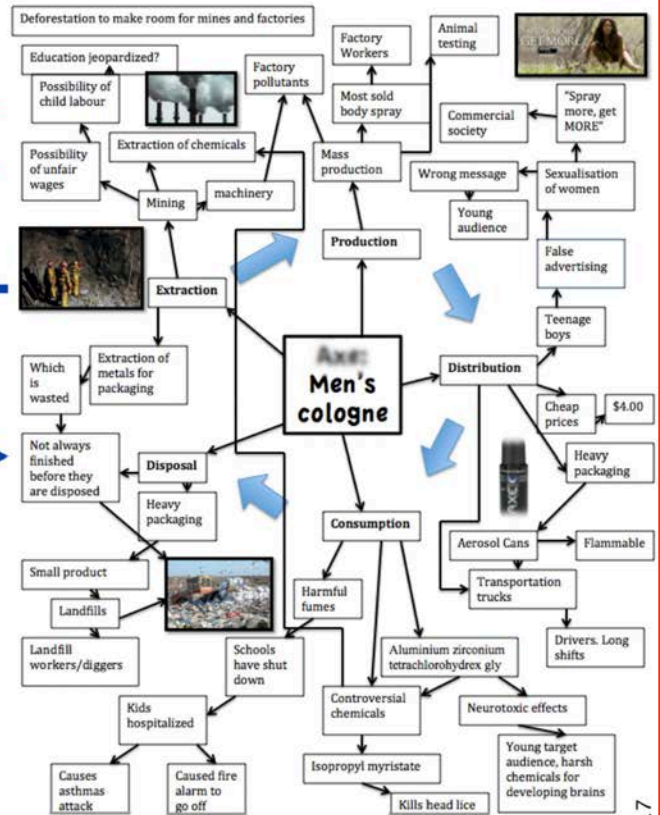 Deforestation to make room for mines and factories
Education jeopardized?
Possibility of
child labour
Possibility
of unfair
wages
Extraction of chemicals
Mining
machinery
Factory
pollutants
Factory
Workers
Animal
testing
Most sold
body spray
Mass
production
Production
GET MORE
"Spray
more, get
MORE"
Commercial
society
Wrong message
Sexualisation
of women
Young
audience
False
advertising
Teenage
boys
Extraction
Extraction of
metals for
packaging
Which
is
wasted
Not always
finished
before they
are disposed
Men's
cologne
Distribution
Cheap
prices
$4.00
Heavy
packaging
Aerosol Cans
Flammable
Transportation
trucks
Drivers. Long
shifts
Disposal
Heavy
packaging
Small product
Landfills
Landfill
workers/diggers
Consumption
Harmful
fumes
Schools
have shut
down
Kids
hospitalized
Causes
asthmas
attack
Caused fire
alarm to
go off
Controversial
chemicals
Isopropyl myristate
Kills head lice
Aluminium zirconium
tetrachlorohydrex gly
Neurotoxic effects
Young target
audience, harsh
chemicals for
developing brains